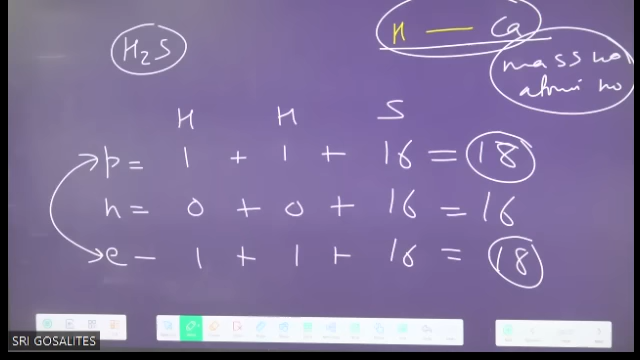 H — Ca
H₂S
mass no
atomi no
H H S
p = 1 + 1 + 16 = 18
n = 0 + 0 + 16 = 16
e – 1 + 1 + 16 = 18
SRI GOSALITES